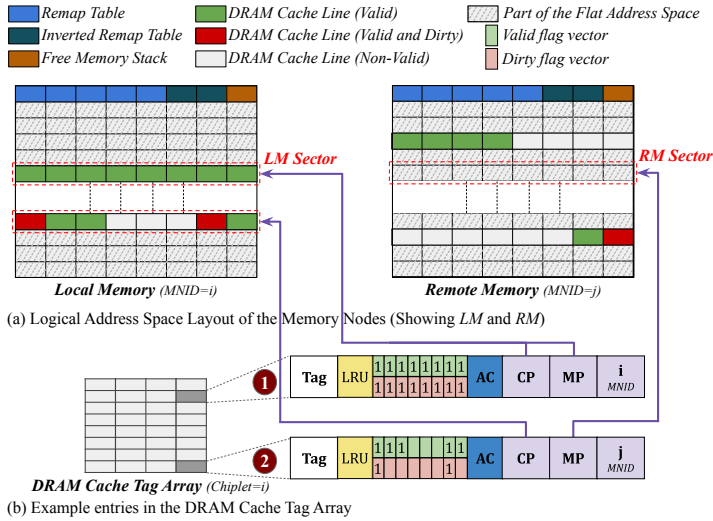 Remap Table
DRAM Cache Line (Valid)
Part of the Flat Address Space
Inverted Remap Table
DRAM Cache Line (Valid and Dirty)
Valid flag vector
Free Memory Stack
DRAM Cache Line (Non-Valid)
Dirty flag vector
LM Sector
RM Sector
Local Memory (MNID=i)
Remote Memory (MNID=j)
(a) Logical Address Space Layout of the Memory Nodes (Showing LM and RM)
1
Tag LRU 1 1 1 1 1 1 1 1 AC CP MP i
1 1 1 1 1 1 1 1 MNID
2
Tag LRU 1 1 1 1 1 AC CP MP j
1 1 MNID
DRAM Cache Tag Array (Chiplet=i)
(b) Example entries in the DRAM Cache Tag Array